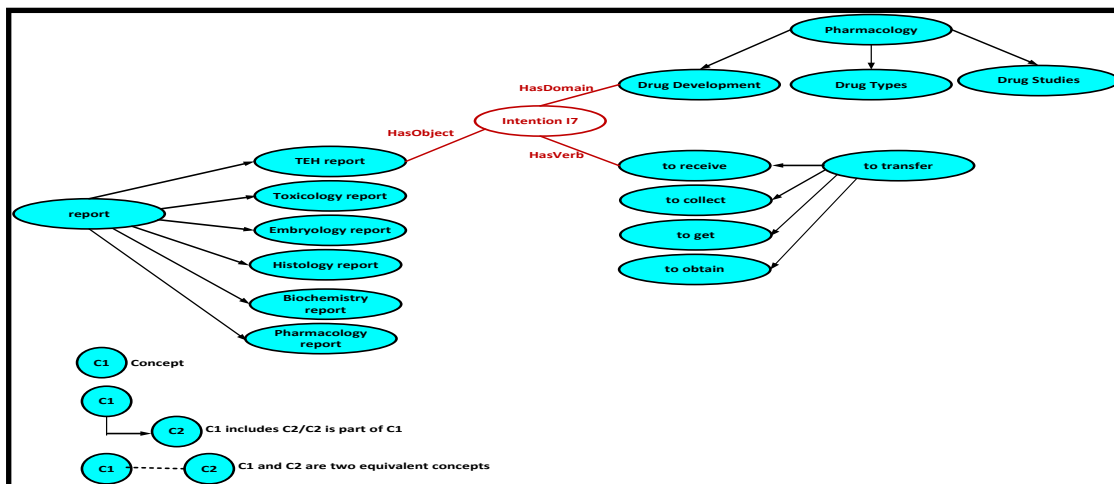 Pharmacology
Drug Development
Drug Types
Drug Studies
HasDomain
Intention I7
HasObject
HasVerb
TEH report
to receive
to transfer
Toxicology report
to collect
report
Embryology report
to get
Histology report
to obtain
Biochemistry
report
Pharmacology
report
C1 Concept
C1
C2 C1 includes C2/C2 is part of C1
C1 C2 C1 and C2 are two equivalent concepts